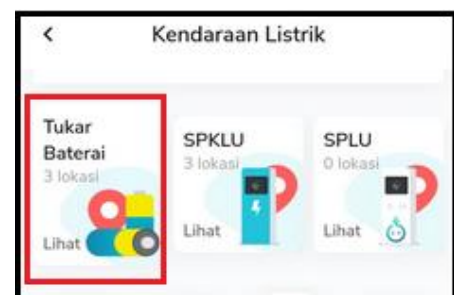 Kendaraan Listrik
Tukar
Baterai
3 lokasi
Lihat
SPKLU
3 lokasi
Lihat
SPLU
0 lokasi
Lihat